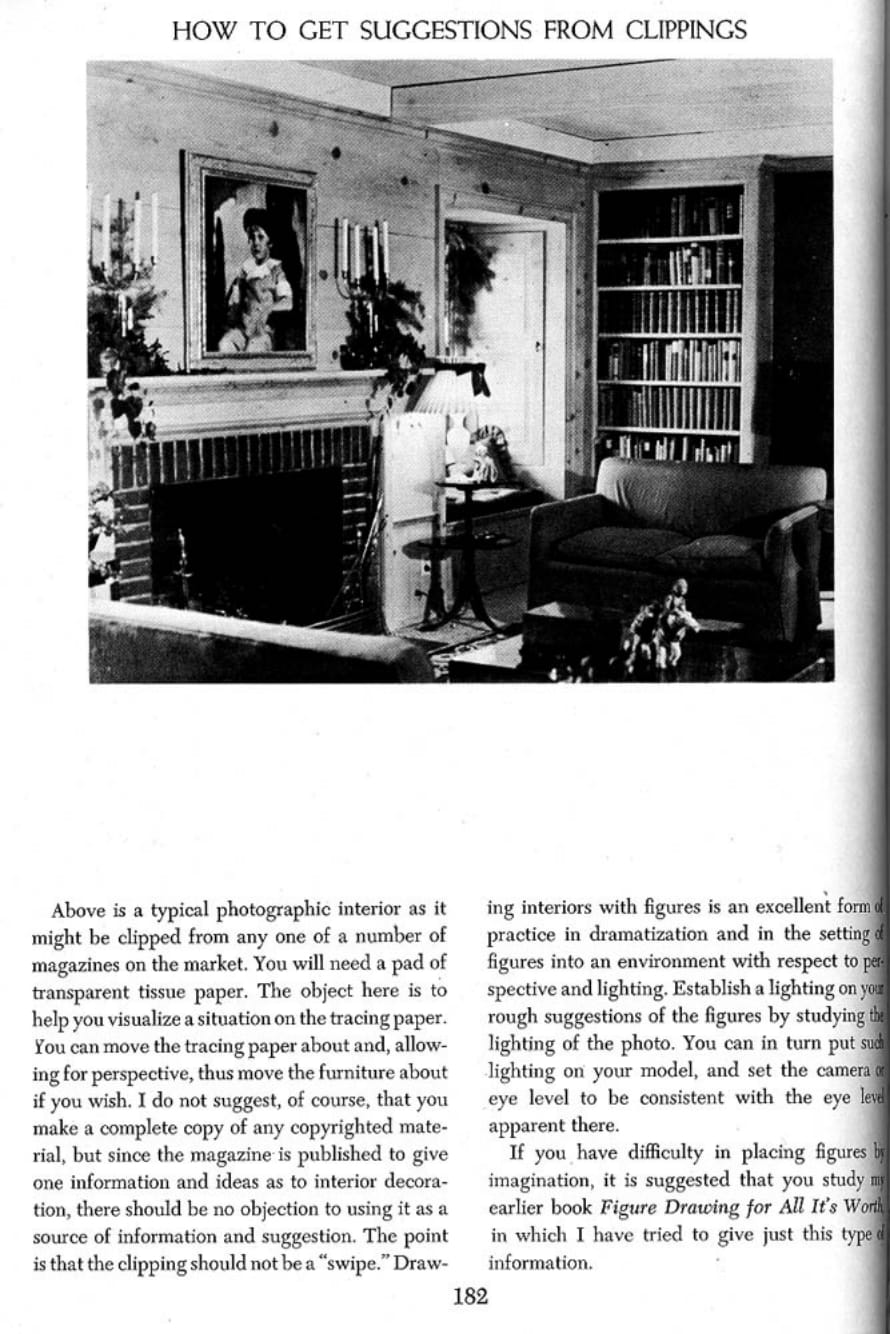 HOW TO GET SUGGESTIONS FROM CLIPPINGS
Above is a typical photographic interior as it
might be clipped from any one of a number of
magazines on the market. You will need a pad of
transparent tissue paper. The object here is to
help you visualize a situation on the tracing paper.
You can move the tracing paper about and, allow-
ing for perspective, thus move the furniture about
if you wish. I do not suggest, of course, that you
make a complete copy of any copyrighted mate-
rial, but since the magazine is published to give
one information and ideas as to interior decora-
tion, there should be no objection to using it as a
source of information and suggestion. The point
is that the clipping should not be a "swipe." Draw-
ing interiors with figures is an excellent form of
practice in dramatization and in the setting of
figures into an environment with respect to per-
spective and lighting. Establish a lighting on your
rough suggestions of the figures by studying the
lighting of the photo. You can in turn put such
lighting on your model, and set the camera or
eye level to be consistent with the eye level
apparent there.
If you have difficulty in placing figures by
imagination, it is suggested that you study my
earlier book Figure Drawing for All It's Worth,
in which I have tried to give just this type of
information.
182